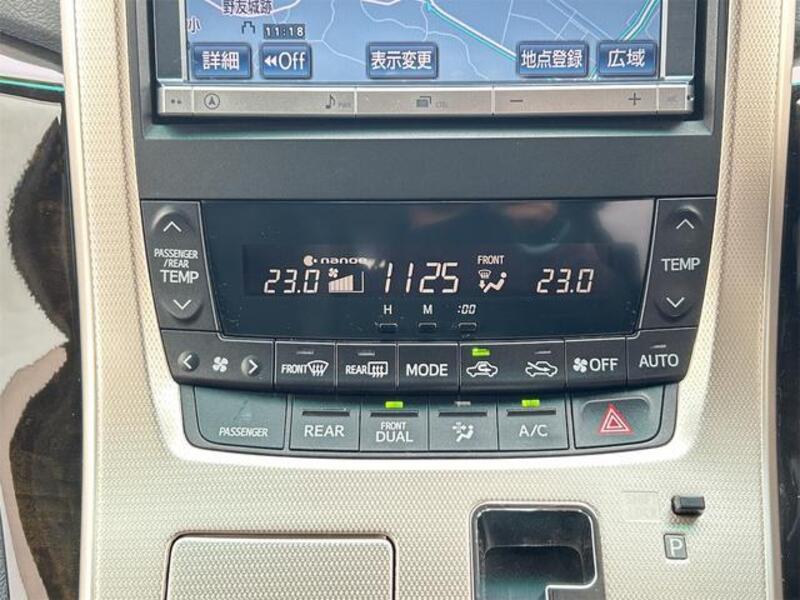 野友城跡
小
11:18
詳細 Off 表示変更 地点登録 広域
PWR
− +
PASSENGER
/REAR
TEMP
nanoe
23.0 1125 FRONT 23.0
H M :00
TEMP
FRONT REAR MODE OFF AUTO
PASSENGER REAR FRONT
DUAL A/C
P